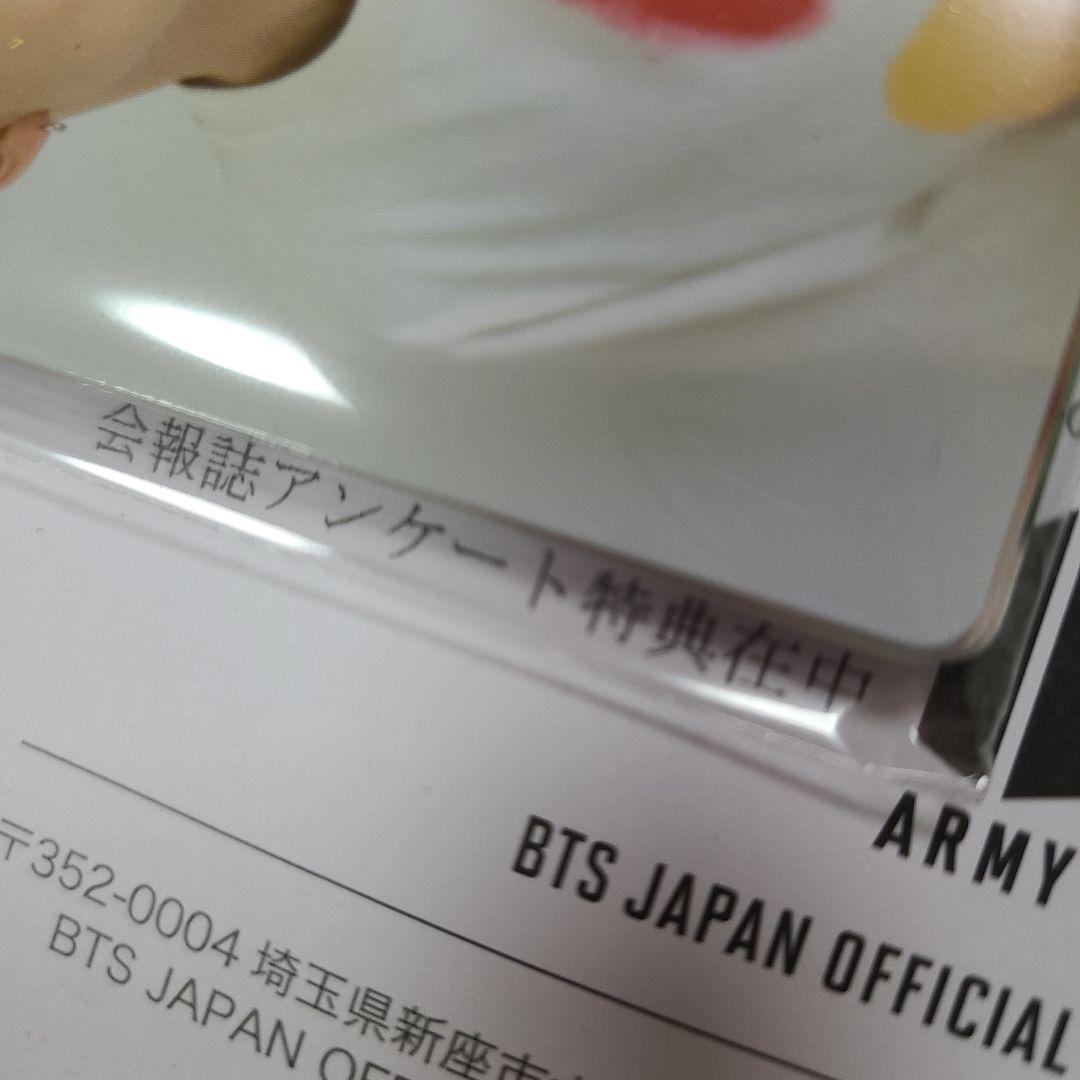 会報誌アンケート特典在中
ARMY
BTS JAPAN OFFICIAL
〒352-0004 埼玉県新座市
BTS JAPAN